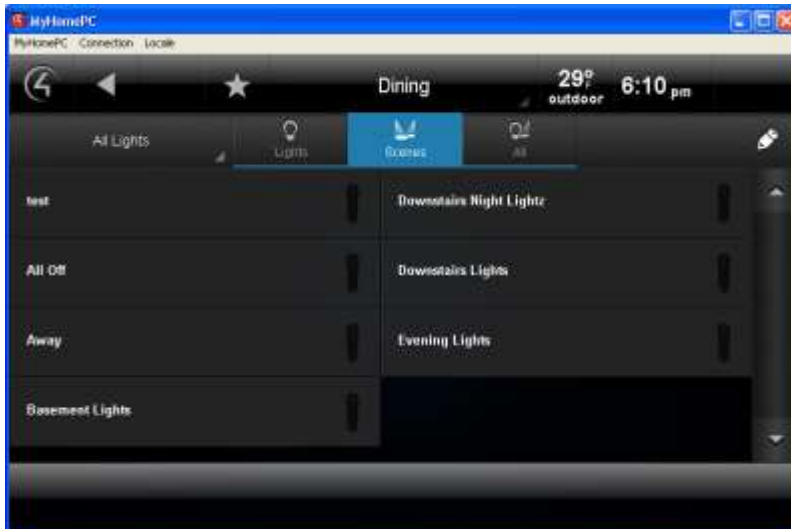 MyHomePC
MyHomePC Connection Locale
Dining 29°F outdoor 6:10 pm
All Lights Lights Scenes All
test Downstairs Night Lights
All Off Downstairs Lights
Away Evening Lights
Basement Lights